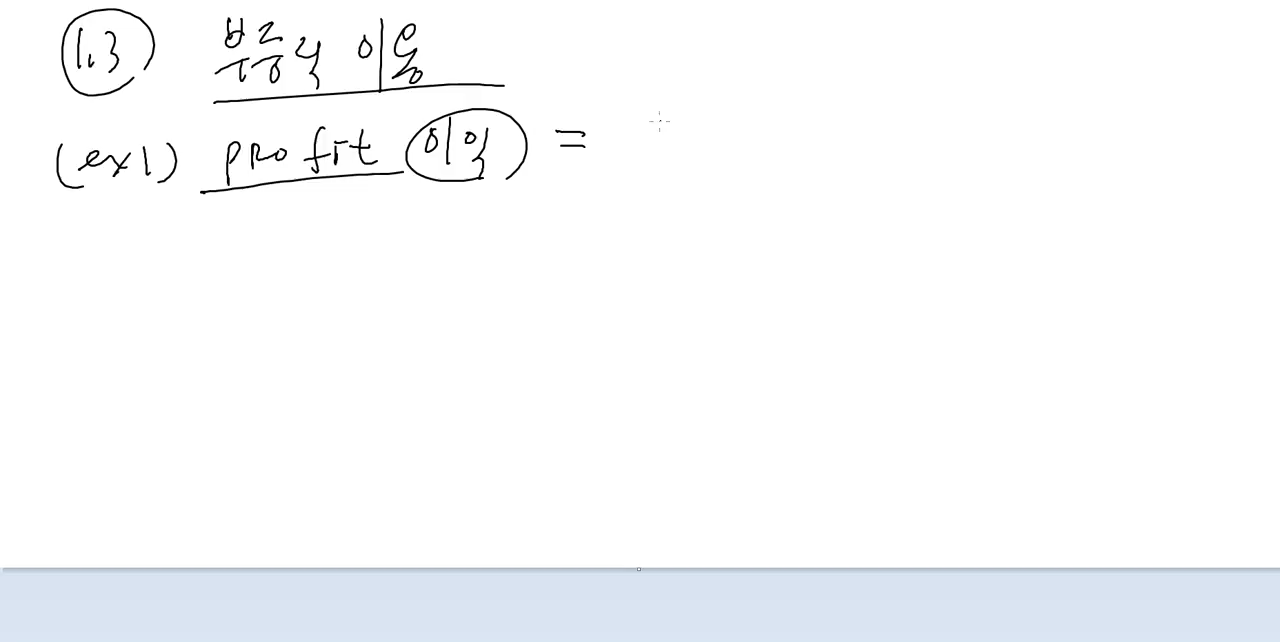 1.3 부등식 이용
(ex1) profit 이익 =